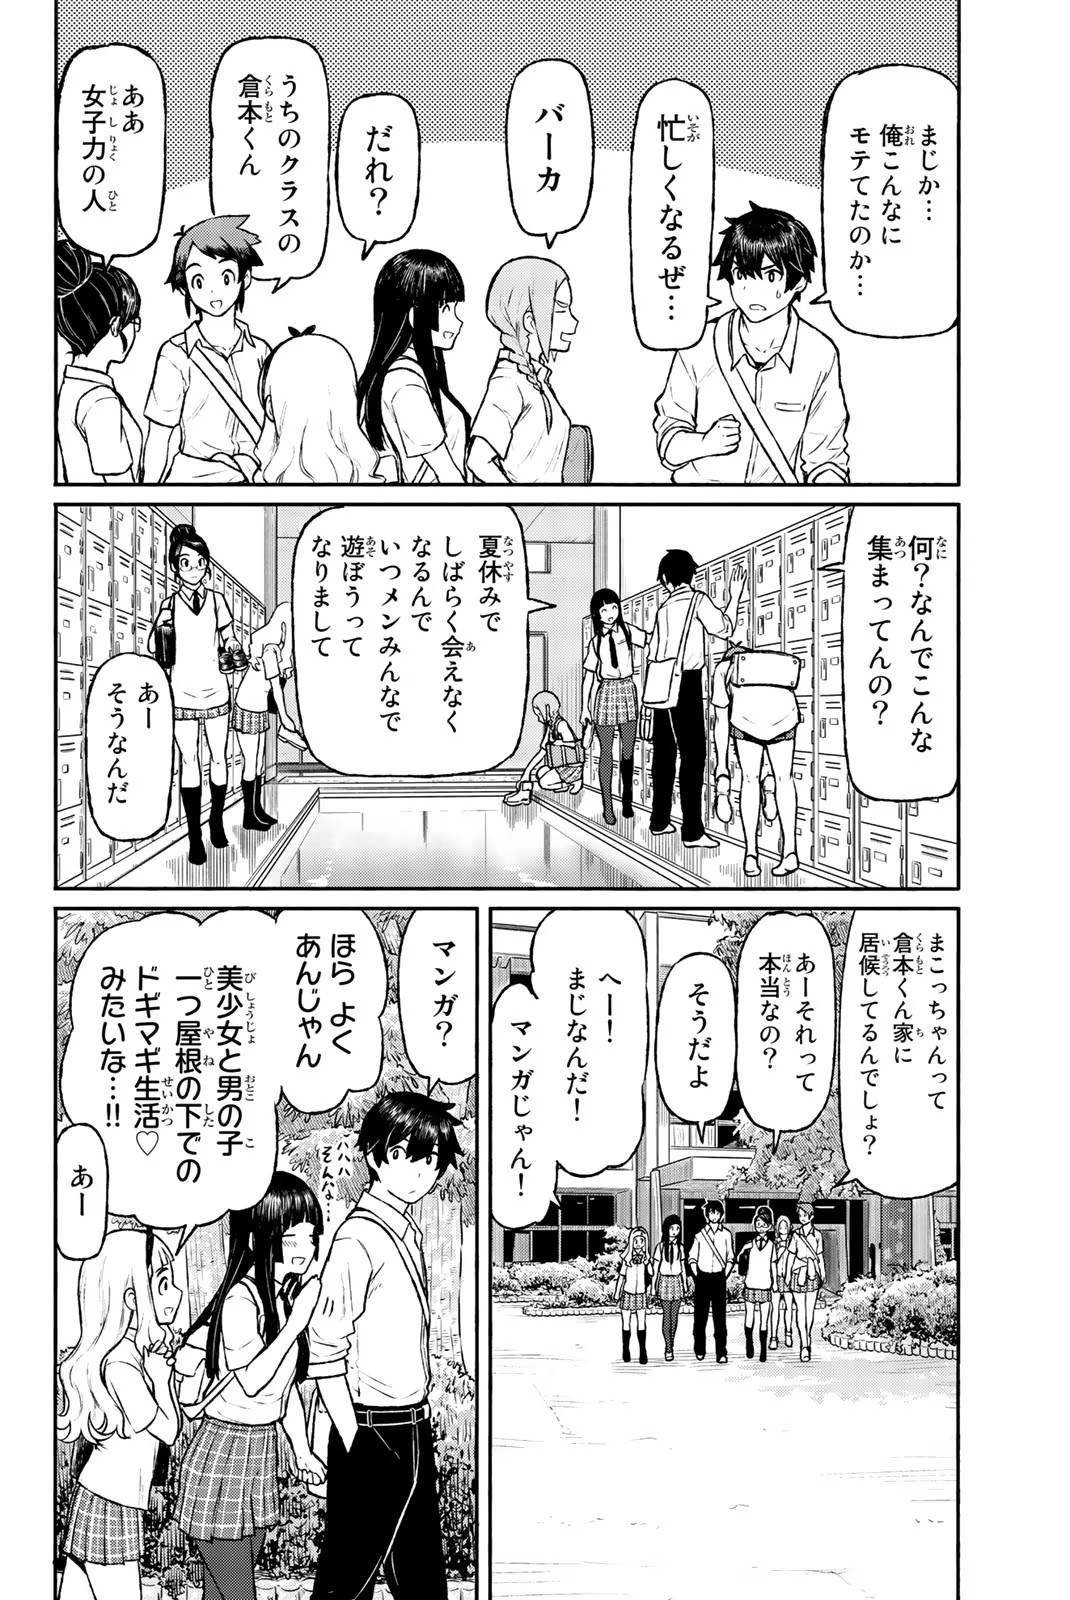 まじか…
俺こんなに
モテてたのか…
忙しくなるぜ…
バーカ
だれ？
うちのクラスの
倉本くん
ああ
女子力の人
何？なんでこんな
集まってんの？
夏休みで
しばらく会えなく
なるんで
いつメンみんなで
遊ぼうって
なりまして
あー
そうなんだ
まこっちゃんって
倉本くん家に
居候してるんでしょ？
あーそれって
本当なの？
そうだよ
へー！
まじなんだ！
マンガじゃん！
マンガ？
ほら よく
あんじゃん
美少女と男の子
一つ屋根の下での
ドギマギ生活♡
みたいな…!!
ハハハ
そんな…
あー